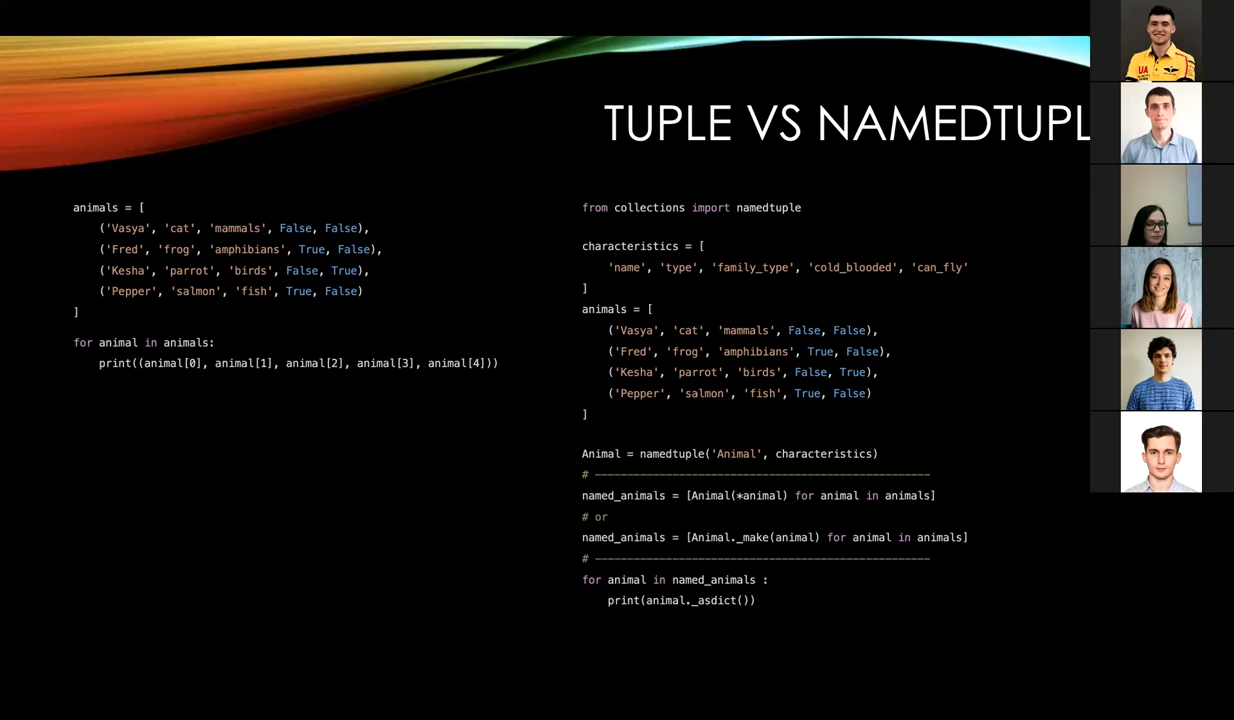 TUPLE VS NAMEDTUPL
animals = [
('Vasya', 'cat', 'mammals', False, False),
('Fred', 'frog', 'amphibians', True, False),
('Kesha', 'parrot', 'birds', False, True),
('Pepper', 'salmon', 'fish', True, False)
]
for animal in animals:
print((animal[0], animal[1], animal[2], animal[3], animal[4]))
from collections import namedtuple
characteristics = [
'name', 'type', 'family_type', 'cold_blooded', 'can_fly’
]
animals = [
('Vasya', 'cat', 'mammals', False, False),
('Fred', 'frog', 'amphibians', True, False),
('Kesha', 'parrot', 'birds', False, True),
('Pepper', 'salmon', 'fish', True, False)
]
Animal = namedtuple('Animal', characteristics)
# ----------------------------------------------------
named_animals = [Animal(*animal) for animal in animals]
# or
named_animals = [Animal._make(animal) for animal in animals]
# ----------------------------------------------------
for animal in named_animals :
print(animal._asdict())
UA